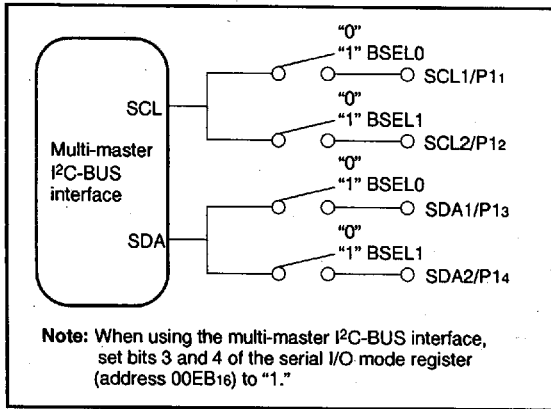 "0"
"1" BSEL0
SCL1/P11
SCL
"0"
"1" BSEL1
SCL2/P12
Multi-master
I2C-BUS
interface
"0"
"1" BSEL0
SDA1/P13
SDA
"0"
"1" BSEL1
SDA2/P14
Note: When using the multi-master I2C-BUS interface,
set bits 3 and 4 of the serial I/O mode register
(address 00EB16) to "1."